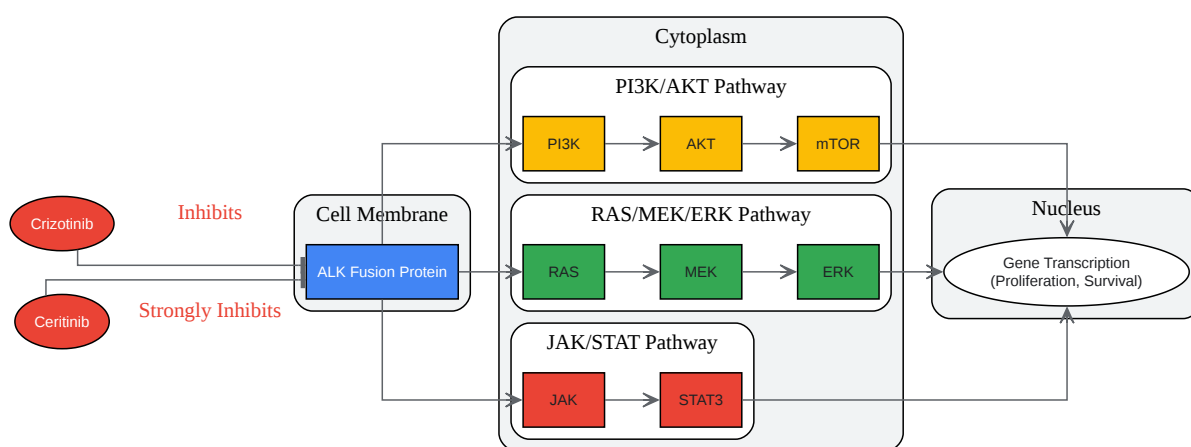 Cytoplasm
PI3K/AKT Pathway
PI3K
AKT
mTOR
Inhibits
Crizotinib
Cell Membrane
ALK Fusion Protein
RAS/MEK/ERK Pathway
RAS
MEK
ERK
Nucleus
Gene Transcription
(Proliferation, Survival)
Strongly Inhibits
Ceritinib
JAK/STAT Pathway
JAK
STAT3